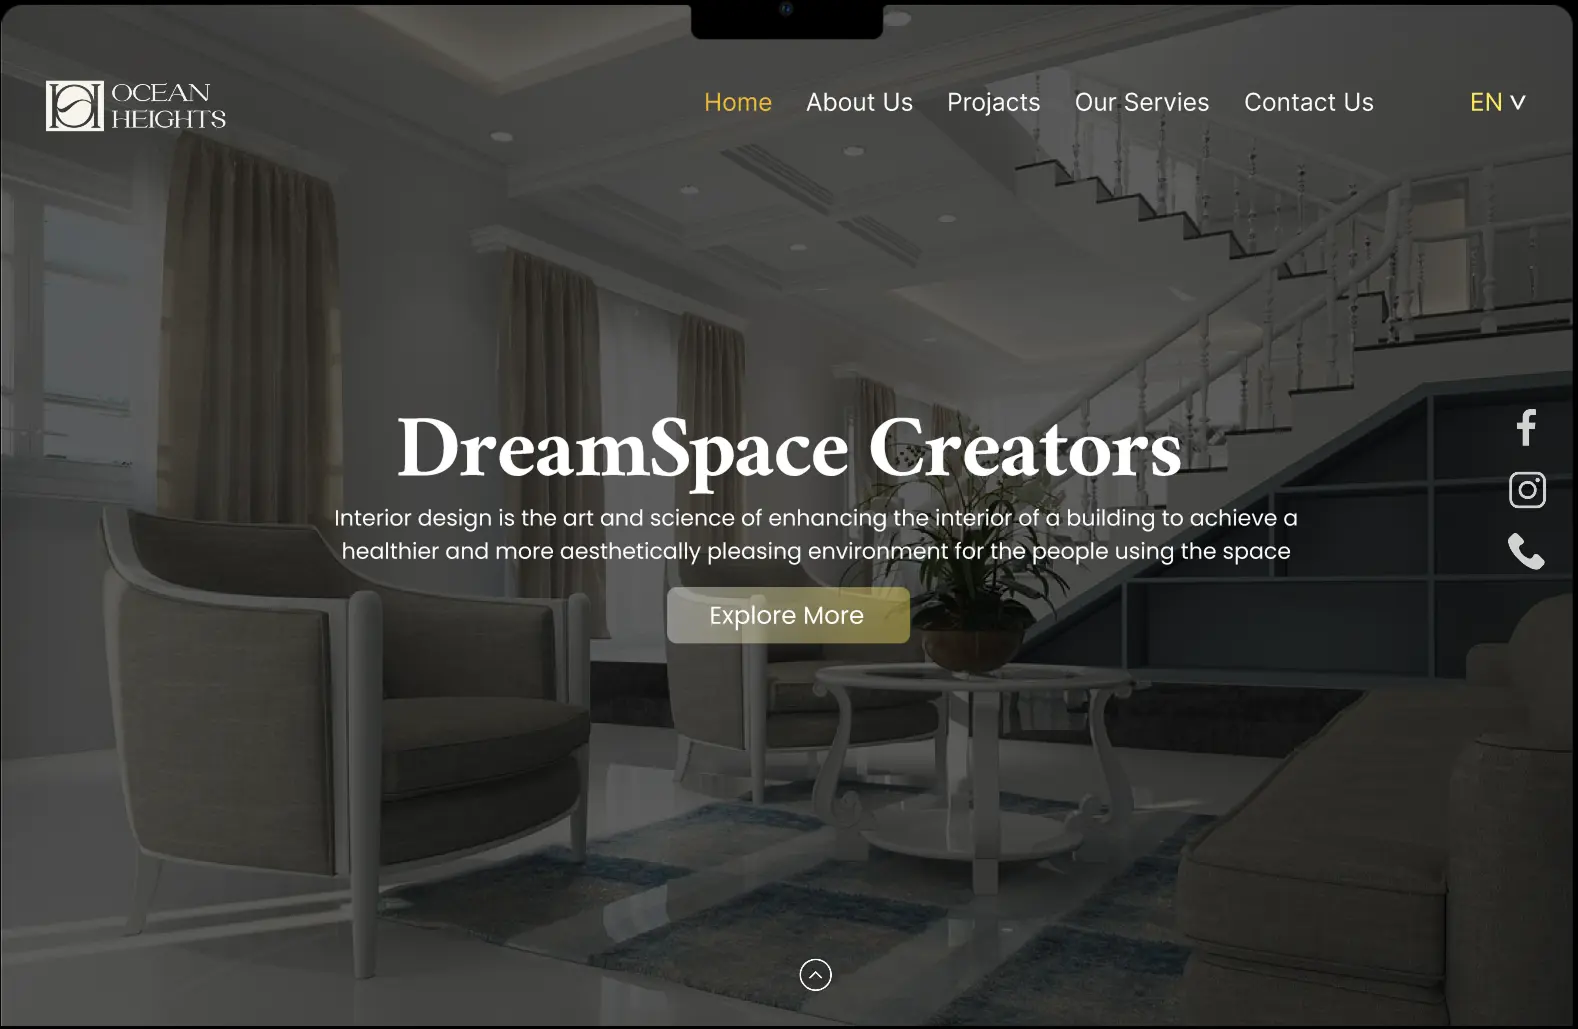 OCEAN
HEIGHTS
Home About Us Projacts Our Servies Contact Us EN
DreamSpace Creators
Interior design is the art and science of enhancing the interior of a building to achieve a
healthier and more aesthetically pleasing environment for the people using the space
Explore More